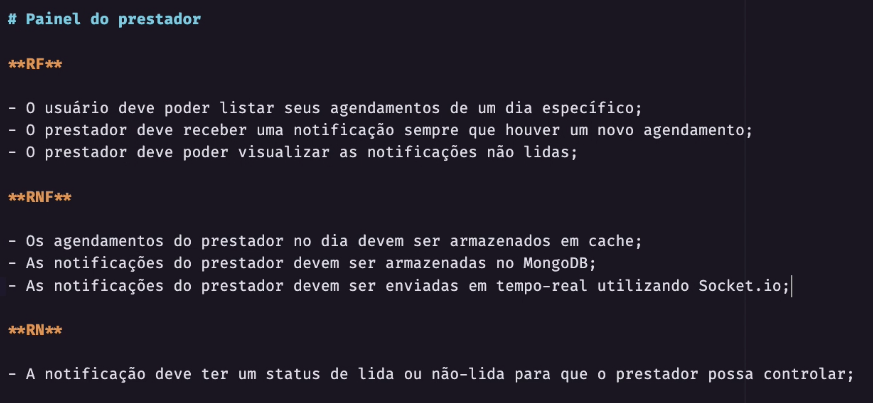 # Painel do prestador
**RF**
- O usuário deve poder listar seus agendamentos de um dia específico;
- O prestador deve receber uma notificação sempre que houver um novo agendamento;
- O prestador deve poder visualizar as notificações não lidas;
**RNF**
- Os agendamentos do prestador no dia devem ser armazenados em cache;
- As notificações do prestador devem ser armazenadas no MongoDB;
- As notificações do prestador devem ser enviadas em tempo-real utilizando Socket.io;
**RN**
- A notificação deve ter um status de lida ou não-lida para que o prestador possa controlar;